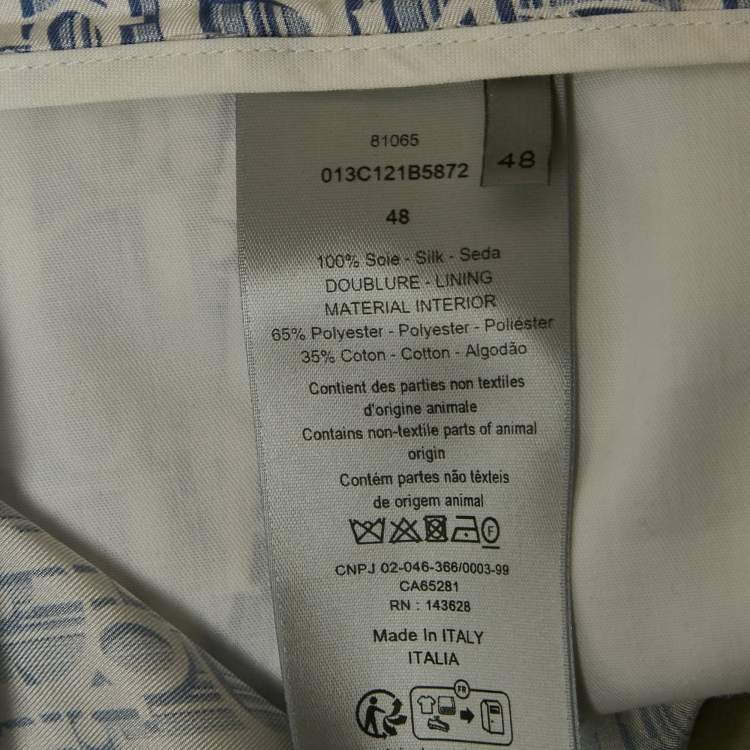 81065
013C121B5872
48
48
100% Soie - Silk - Seda
DOUBLURE - LINING
MATERIAL INTERIOR
65% Polyester - Polyester - Poliéster
35% Coton - Cotton - Algodão
Contient des parties non textiles
d'origine animale
Contains non-textile parts of animal
origin
Contém partes não têxteis
de origem animal
F
CNPJ 02-046-366/0003-99
CA65281
RN : 143628
Made In ITALY
ITALIA
FR